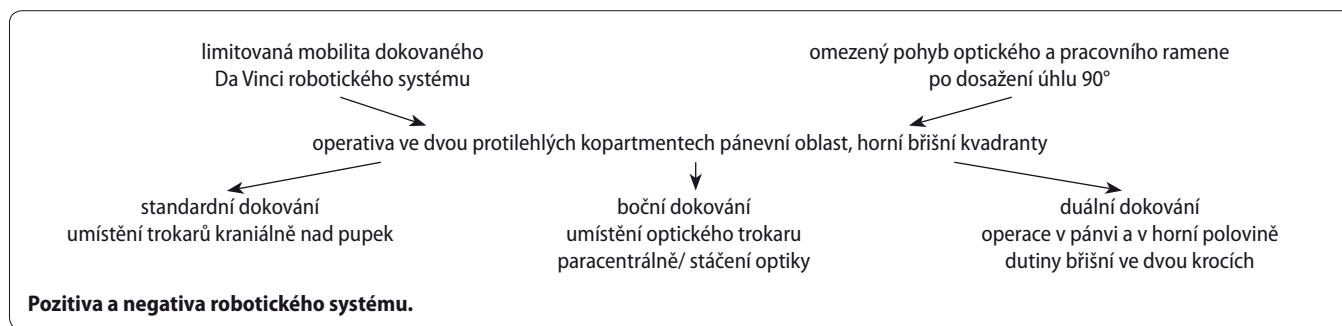 limitovaná mobilita dokovaného
Da Vinci robotického systému
omezený pohyb optického a pracovního ramene
po dosažení úhlu 90°
operativa ve dvou protilehlých kopartmentech pánevní oblast, horní břišní kvadranty
standardní dokování
umístění trokarů kraniálně nad pupek
boční dokování
umístění optického trokaru
paracentrálně/ stáčení optiky
duální dokování
operace v pánvi a v horní polovině
dutiny břišní ve dvou krocích
Pozitiva a negativa robotického systému.